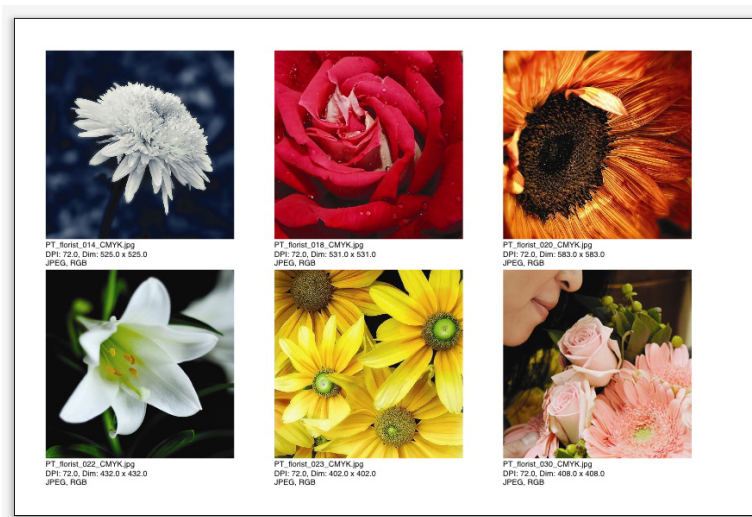 PT_florist_014_CMYK.jpg
DPI: 72.0, Dim: 525.0 x 525.0
JPEG, RGB
PT_florist_018_CMYK.jpg
DPI: 72.0, Dim: 531.0 x 531.0
JPEG, RGB
PT_florist_020_CMYK.jpg
DPI: 72.0, Dim: 583.0 x 583.0
JPEG, RGB
PT_florist_022_CMYK.jpg
DPI: 72.0, Dim: 432.0 x 432.0
JPEG, RGB
PT_florist_023_CMYK.jpg
DPI: 72.0, Dim: 402.0 x 402.0
JPEG, RGB
PT_florist_030_CMYK.jpg
DPI: 72.0, Dim: 408.0 x 408.0
JPEG, RGB